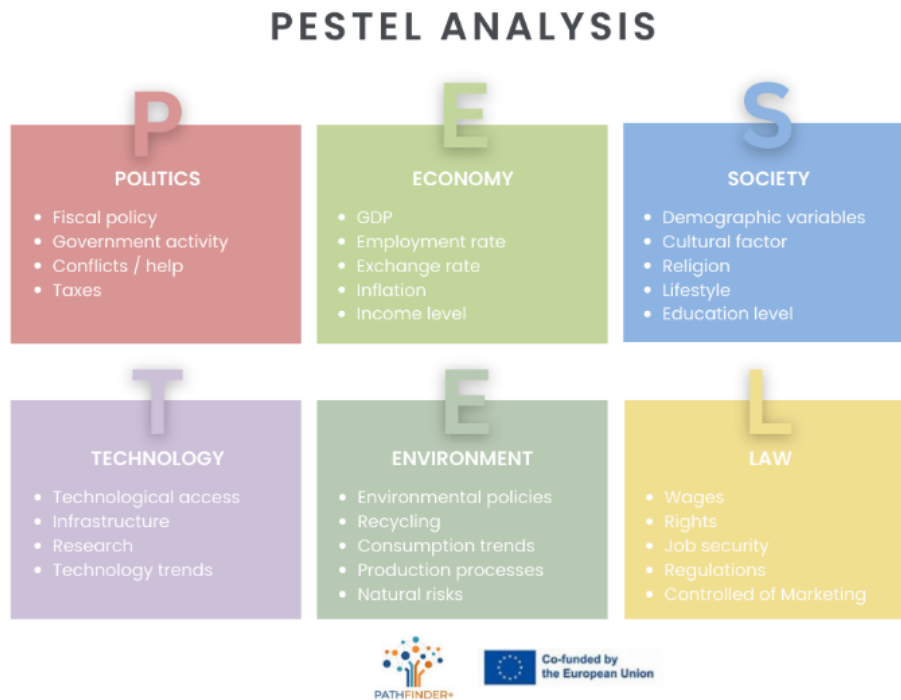 PESTEL ANALYSIS
P
POLITICS
• Fiscal policy
• Government activity
• Conflicts / help
• Taxes
E
ECONOMY
• GDP
• Employment rate
• Exchange rate
• Inflation
• Income level
S
SOCIETY
• Demographic variables
• Cultural factor
• Religion
• Lifestyle
• Education level
T
TECHNOLOGY
• Technological access
• Infrastructure
• Research
• Technology trends
E
ENVIRONMENT
• Environmental policies
• Recycling
• Consumption trends
• Production processes
• Natural risks
L
LAW
• Wages
• Rights
• Job security
• Regulations
• Controlled of Marketing
PATHFINDER+
Co-funded by
the European Union